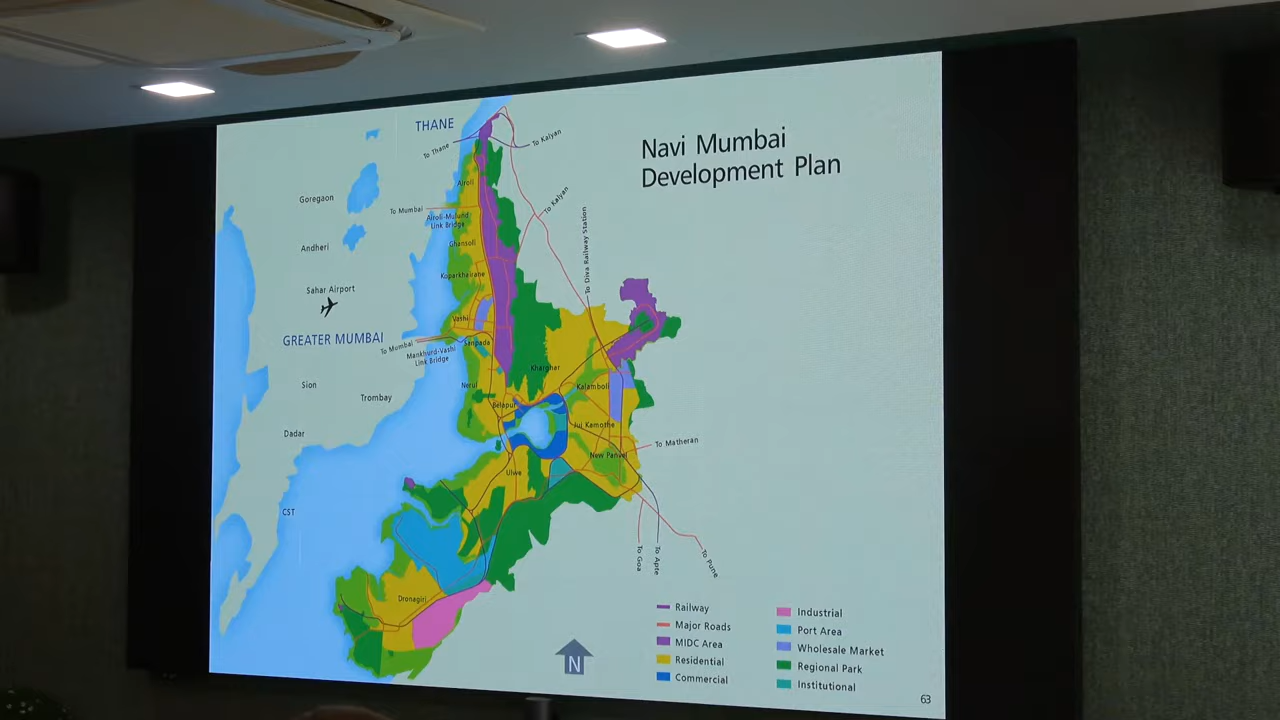 Navi Mumbai
Development Plan
THANE
To Thane
To Kalyan
Airoli
Goregaon
To Mumbai
Airoli-Mulund
Link Bridge
To Kalyan
To Diva Railway Station
Andheri
Ghansoli
Koparkhairane
Sahar Airport
Vashi
GREATER MUMBAI
To Mumbai
Mankhurd-Vashi
Link Bridge
Sanpada
Kharghar
Sion
Nerul
Kalamboli
Trombay
Belapur
Jui Kamothe
Dadar
To Matheran
New Panvel
Ulwe
CST
To Goa
To Apte
To Pune
Dronagiri
N
Railway
Major Roads
MIDC Area
Residential
Commercial
Industrial
Port Area
Wholesale Market
Regional Park
Institutional
63